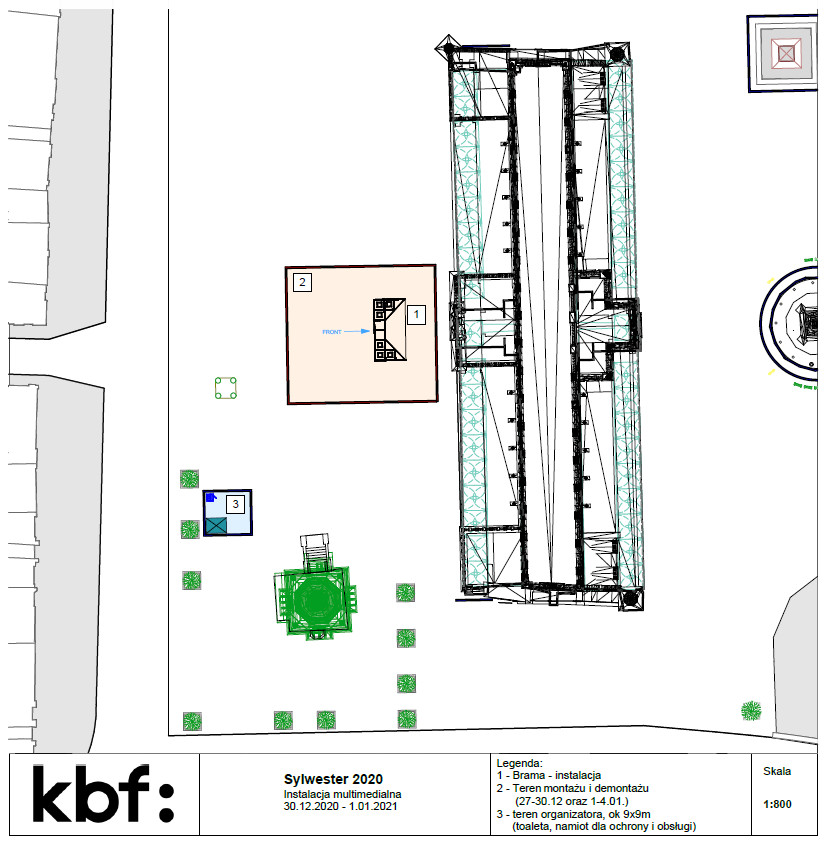 2
1
FRONT
3
kbf:
Sylwester 2020
Instalacja multimedialna
30.12.2020 - 1.01.2021
Legenda:
1 - Brama - instalacja
2 - Teren montażu i demontażu
(27-30.12 oraz 1-4.01.)
3 - teren organizatora, ok 9x9m
(toaleta, namiot dla ochrony i obsługi)
Skala
1:800